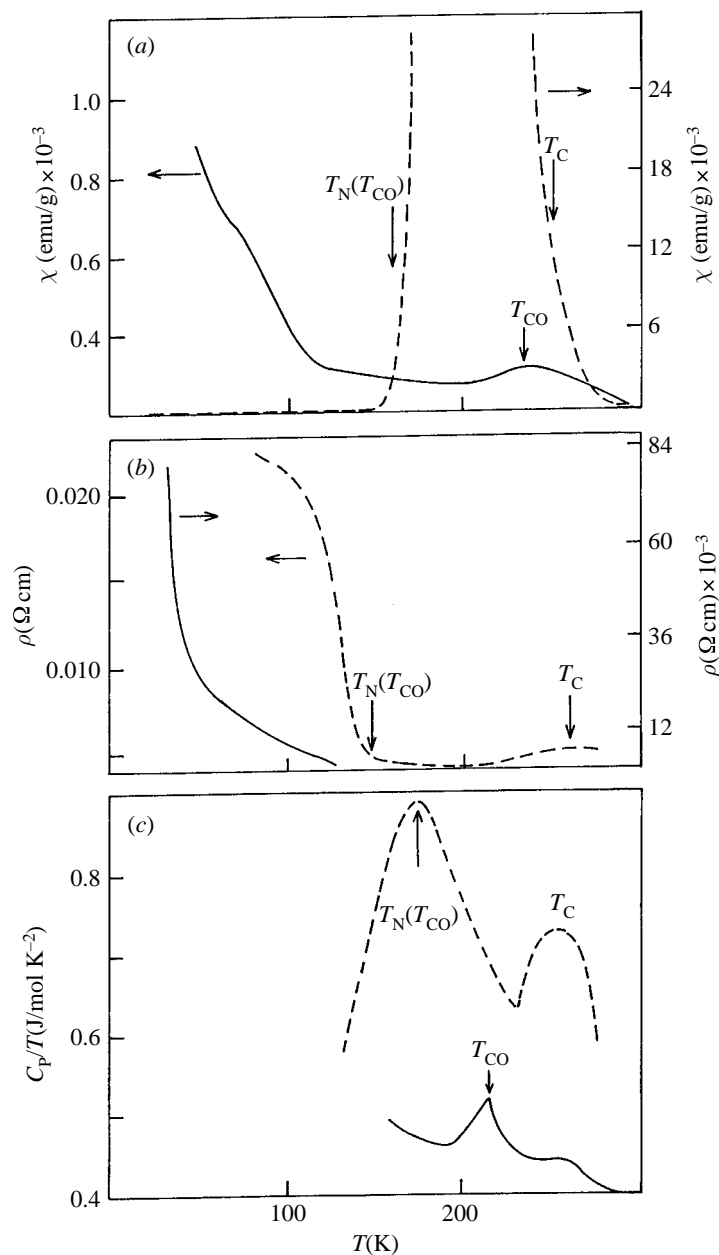 (a)
1.0
0.8
0.6
0.4
χ (emu/g) ×10⁻³
24
18
12
6
χ (emu/g) ×10⁻³
T_C
T_N(T_CO)
T_CO
100
200
(b)
0.020
0.010
ρ(Ω cm)
84
60
36
12
ρ(Ω cm)×10⁻³
T_N(T_CO)
T_C
(c)
0.8
0.6
0.4
C_P/T(J/mol K⁻²)
T_N(T_CO)
T_C
T_CO
100
200
T(K)